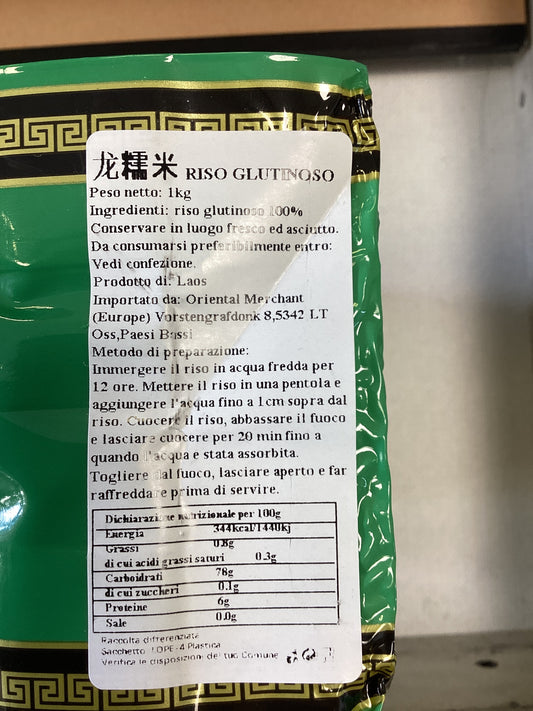 龙糯米 RISO GLUTINOSO
Peso netto: 1kg
Ingredienti: riso glutinoso 100%
Conservare in luogo fresco ed asciutto.
Da consumarsi preferibilmente entro:
Vedi confezione.
Prodotto di: Laos
Importato da: Oriental Merchant
(Europe) Vorstengrafdonk 8,5342 LT
Oss,Paesi Bassi
Metodo di preparazione:
Immergere il riso in acqua fredda per
12 ore. Mettere il riso in una pentola e
aggiungere l'acqua fino a 1cm sopra dal
riso. Cuocere il riso, abbassare il fuoco
e lasciare cuocere per 20 min fino a
quando l'acqua e stata assorbita.
Togliere dal fuoco, lasciare aperto e far
raffreddare prima di servire.
Dichiarazione nutrizionale per 100g
Energia 344kcal/1440kj
Grassi 0.8g
di cui acidi grassi saturi 0.3g
Carboidrati 78g
di cui zuccheri 0.1g
Proteine 6g
Sale 0.0g
Raccolta differenziata
Sacchetto LDPE-4 Plastica
Verifica le disposizioni del tuo Comune